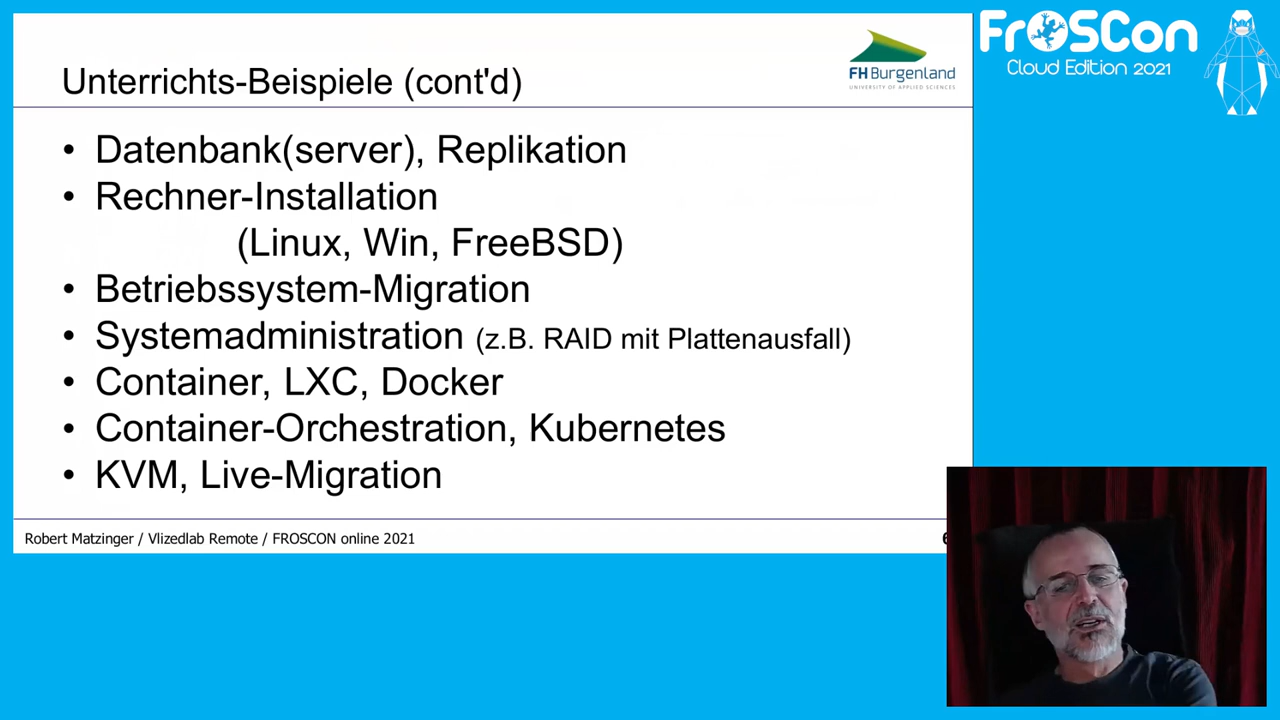 FrOSCon
Cloud Edition 2021
FH Burgenland
UNIVERSITY OF APPLIED SCIENCES
Unterrichts-Beispiele (cont'd)
• Datenbank(server), Replikation
• Rechner-Installation
(Linux, Win, FreeBSD)
• Betriebssystem-Migration
• Systemadministration (z.B. RAID mit Plattenausfall)
• Container, LXC, Docker
• Container-Orchestration, Kubernetes
• KVM, Live-Migration
Robert Matzinger / Vlizedlab Remote / FROSCON online 2021